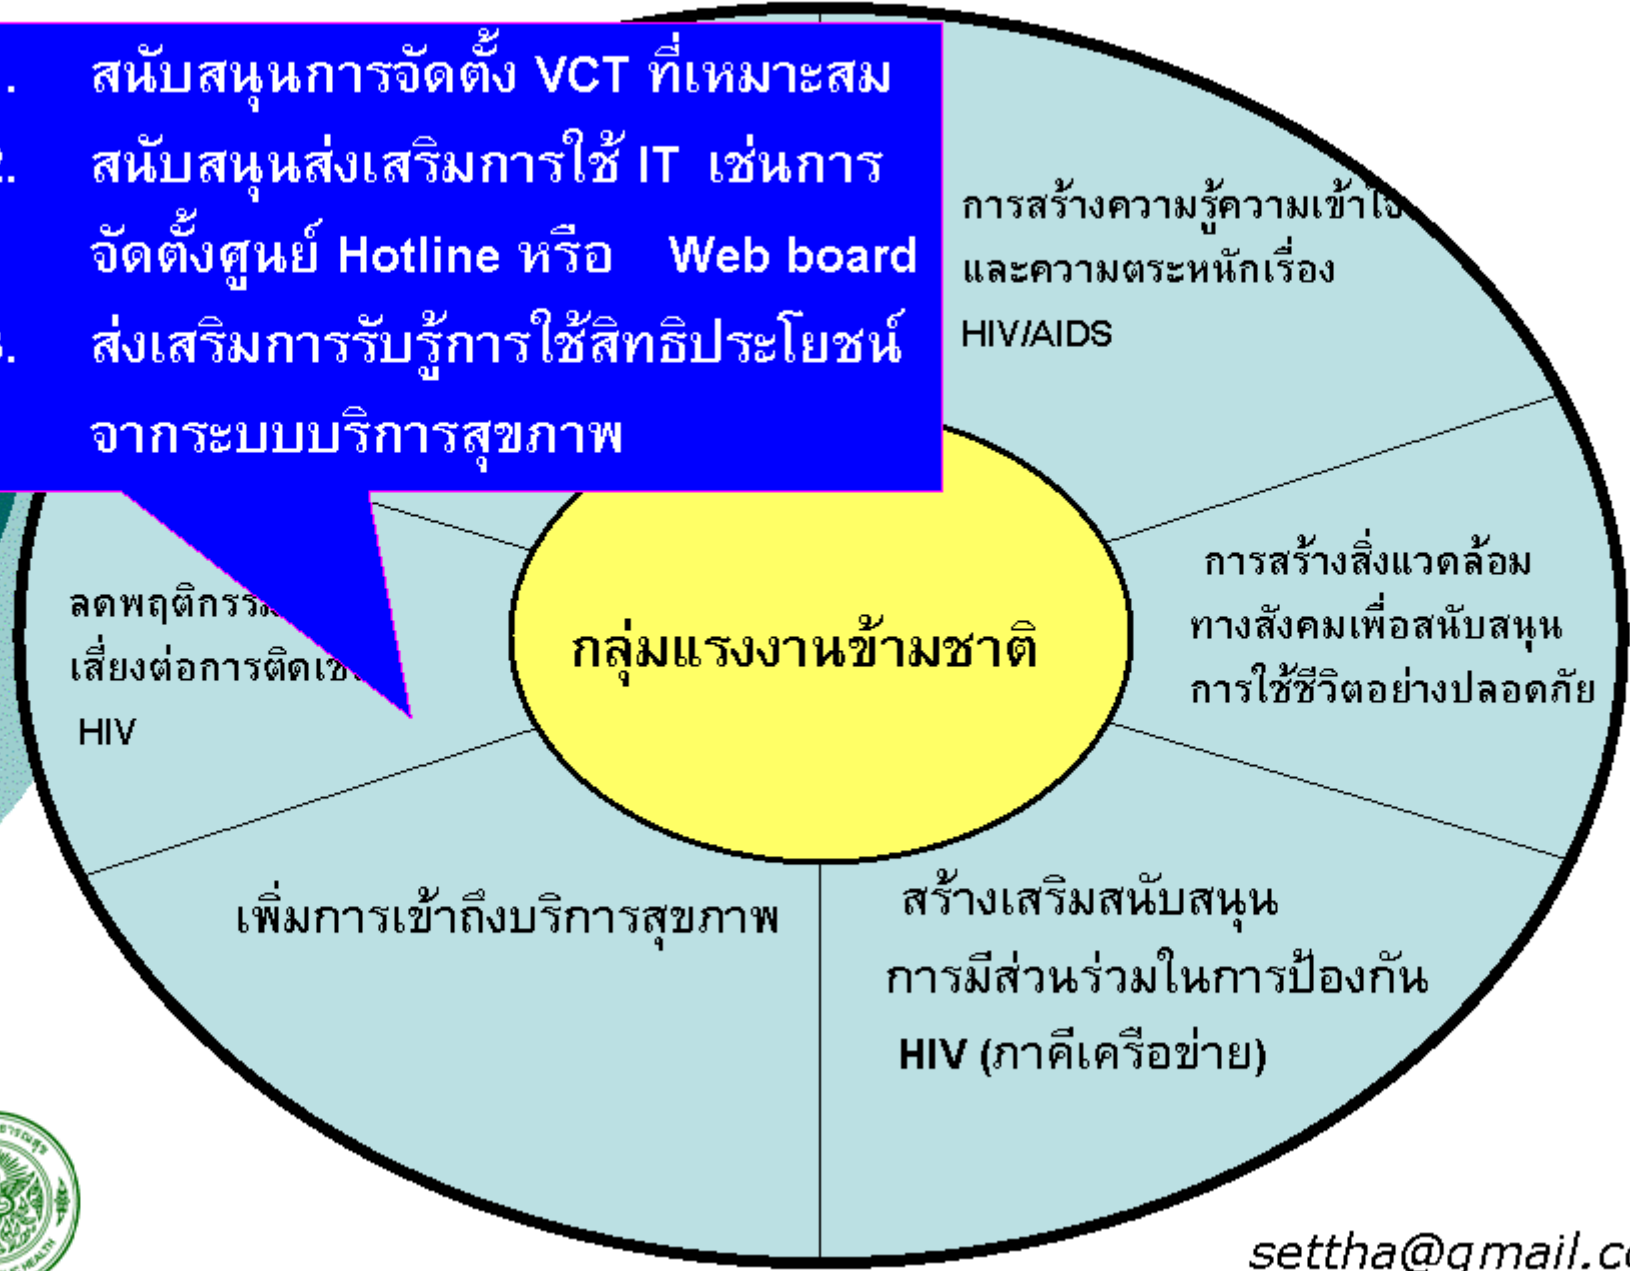 1. สนับสนุนการจัดตั้ง VCT ที่เหมาะสม
2. สนับสนุนส่งเสริมการใช้ IT เช่นการ
จัดตั้งศูนย์ Hotline หรือ Web board
3. ส่งเสริมการรับรู้การใช้สิทธิประโยชน์
จากระบบบริการสุขภาพ
การสร้างความรู้ความเข้าใจ
และความตระหนักเรื่อง
HIV/AIDS
การสร้างสิ่งแวดล้อม
ทางสังคมเพื่อสนับสนุน
การใช้ชีวิตอย่างปลอดภัย
ลดพฤติกรรม
เสี่ยงต่อการติดเช
HIV
กลุ่มแรงงานข้ามชาติ
เพิ่มการเข้าถึงบริการสุขภาพ
สร้างเสริมสนับสนุน
การมีส่วนร่วมในการป้องกัน
HIV (ภาคีเครือข่าย)
settha@gmail.co